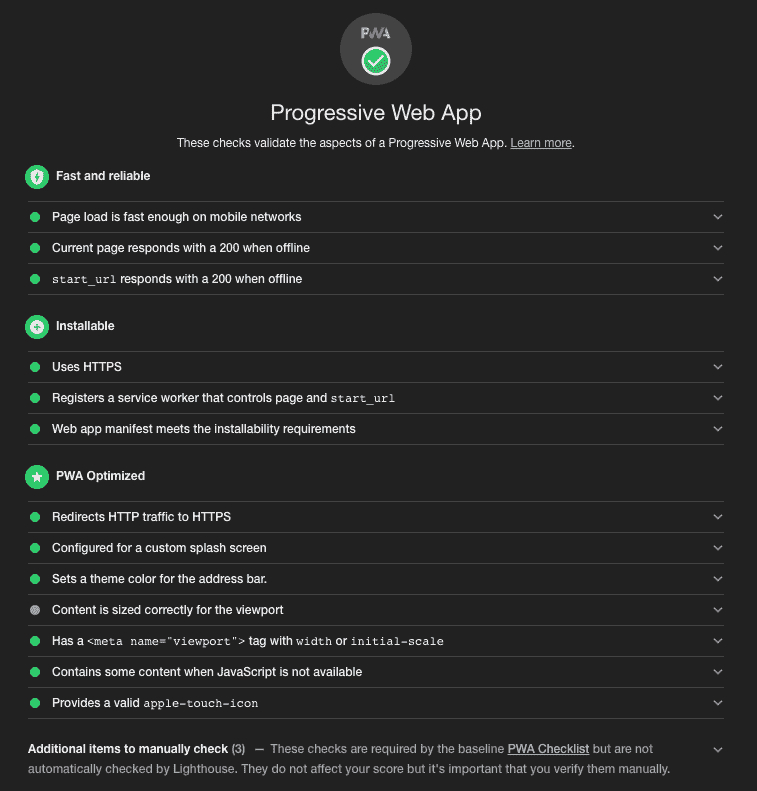 PWA
Progressive Web App
These checks validate the aspects of a Progressive Web App. Learn more.
Fast and reliable
Page load is fast enough on mobile networks
Current page responds with a 200 when offline
start_url responds with a 200 when offline
Installable
Uses HTTPS
Registers a service worker that controls page and start_url
Web app manifest meets the installability requirements
PWA Optimized
Redirects HTTP traffic to HTTPS
Configured for a custom splash screen
Sets a theme color for the address bar.
Content is sized correctly for the viewport
Has a <meta name="viewport"> tag with width or initial-scale
Contains some content when JavaScript is not available
Provides a valid apple-touch-icon
Additional items to manually check (3) — These checks are required by the baseline PWA Checklist but are not
automatically checked by Lighthouse. They do not affect your score but it's important that you verify them manually.